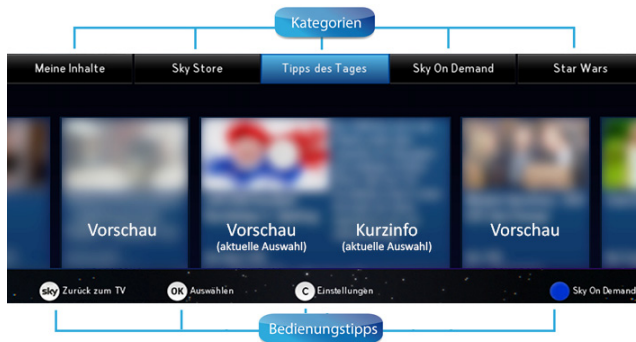 Kategorien
Meine Inhalte
Sky Store
Tipps des Tages
Sky On Demand
Star Wars
Vorschau
Vorschau
(aktuelle Auswahl)
Kurzinfo
(aktuelle Auswahl)
Vorschau
sky Zurück zum TV
OK Auswählen
C Einstellungen
Sky On Demand
Bedienungstipps